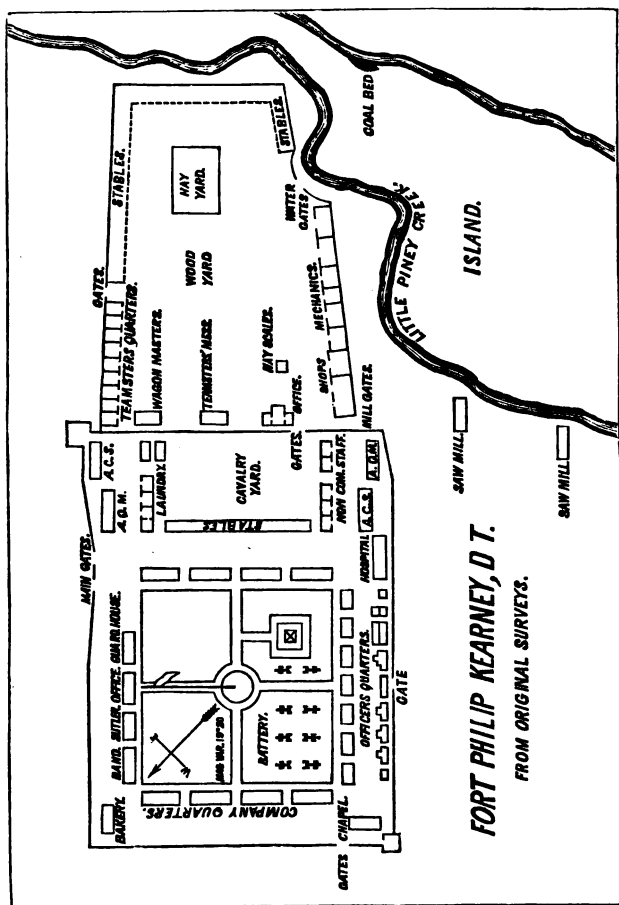 FORT PHILIP KEARNEY, D T.
FROM ORIGINAL SURVEYS.
MAIN GATES.
A.C.S.
A.Q.M.
LAUNDRY.
STABLES
CAVALRY
YARD.
GATES.
NON COM. STAFF.
A.C.S.
A.Q.M.
MILL GATES.
GATES.
TEAMSTERS QUARTERS.
WAGON MASTERS.
TEAMSTERS' MESS.
HAY SCALES.
OFFICE.
SHOPS
MECHANICS.
WATER
GATES
WOOD
YARD
HAY
YARD.
STABLES.
STABLES.
COAL BED
LITTLE PINEY CREEK.
ISLAND.
SAW MILL
SAW MILL
BAKERY.
BAND.
SUTLER.
OFFICE.
GUARD HOUSE.
N
MAG VAR. 19°20
BATTERY.
COMPANY QUARTERS.
OFFICERS QUARTERS.
HOSPITAL
CHAPEL.
GATES
GATE